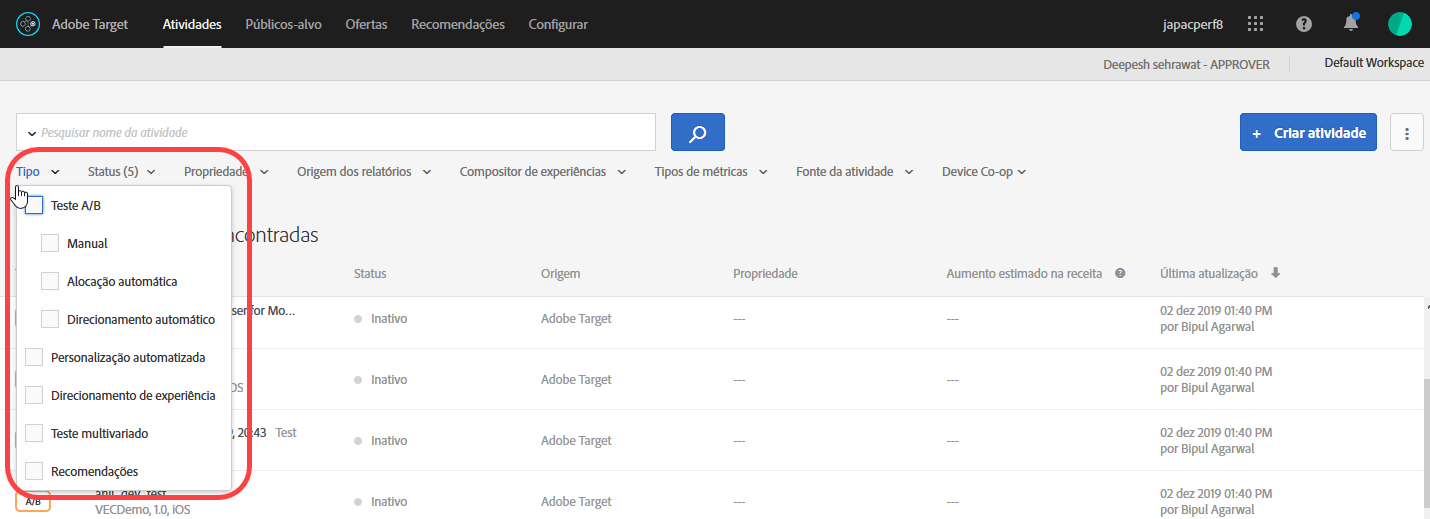 Adobe Target Atividades Públicos-alvo Ofertas Recomendações Configurar japacperf8
Deepesh sehrawat - APPROVER Default Workspace
Pesquisar nome da atividade + Criar atividade
Tipo Status (5) Propriedade Origem dos relatórios Compositor de experiências Tipos de métricas Fonte da atividade Device Co-op
Teste A/B
Manual
Alocação automática
Direcionamento automático
Personalização automatizada
Direcionamento de experiência
Teste multivariado
Recomendações
ncontradas
Status Origem Propriedade Aumento estimado na receita Última atualização
ser for Mo... Inativo Adobe Target --- --- 02 dez 2019 01:40 PM
por Bipul Agarwal
OS Inativo Adobe Target --- --- 02 dez 2019 01:40 PM
por Bipul Agarwal
, 20:43 Test Inativo Adobe Target --- --- 02 dez 2019 01:40 PM
por Bipul Agarwal
A/B anil_dev_test Inativo Adobe Target --- --- 02 dez 2019 01:40 PM
VECDemo, 1.0, iOS por Bipul Agarwal